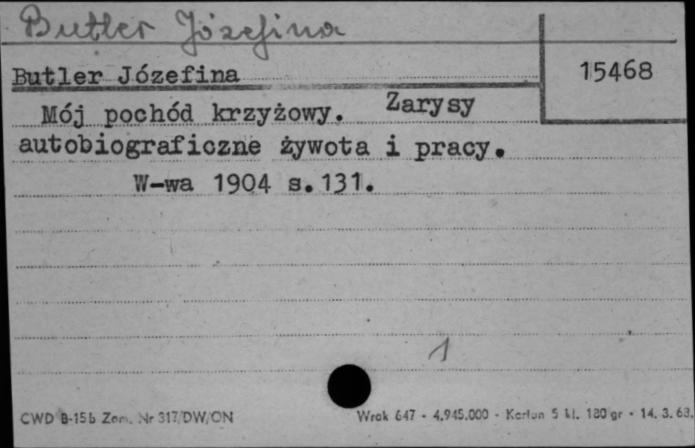 Butler Józefina
Butler Józefina
15468
Mój pochód krzyżowy. Zarysy
autobiograficzne żywota i pracy.
W-wa 1904 s.131.
1
CWD B-15b Zam. Nr 317/DW/ON
Wrak 647 - 4.945.000 - Karton 5 kl. 180 gr - 14. 3. 63.